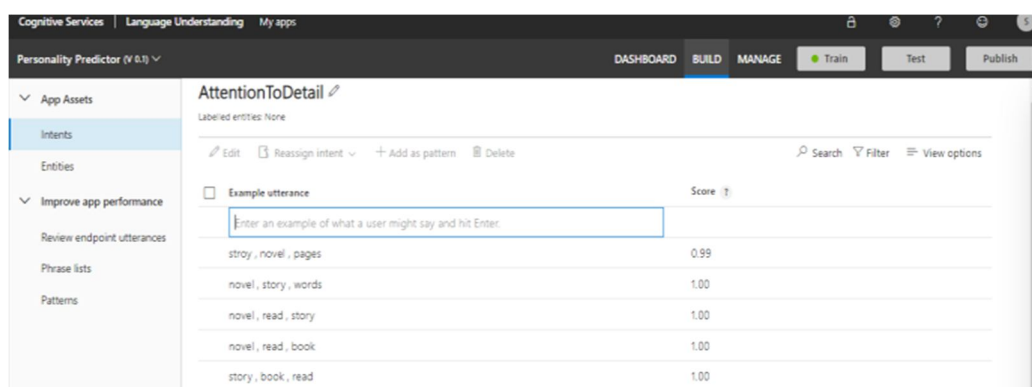 Cognitive Services | Language Understanding My apps
? S
Personality Predictor (V 0.1) DASHBOARD BUILD MANAGE Train Test Publish
App Assets
Intents
Entities
Improve app performance
Review endpoint utterances
Phrase lists
Patterns
AttentionToDetail
Labeled entities: None
Edit Reassign intent + Add as pattern Delete Search Filter View options
Example utterance Score ?
Enter an example of what a user might say and hit Enter.
stroy , novel , pages 0.99
novel , story , words 1.00
novel , read , story 1.00
novel , read , book 1.00
story , book , read 1.00